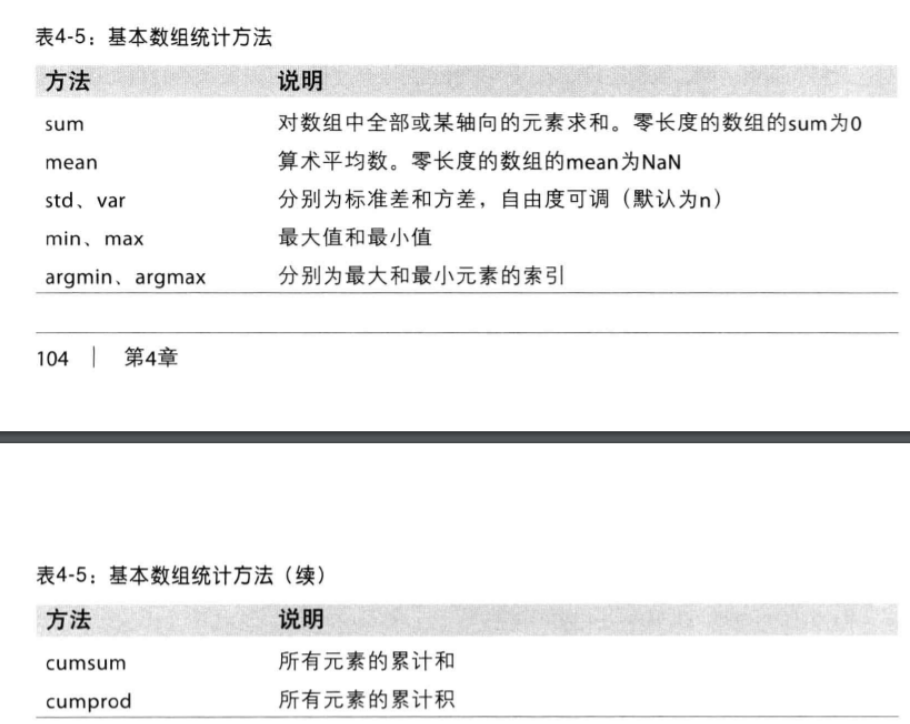 表4-5：基本数组统计方法
方法 说明
sum 对数组中全部或某轴向的元素求和。零长度的数组的sum为0
mean 算术平均数。零长度的数组的mean为NaN
std、var 分别为标准差和方差，自由度可调（默认为n）
min、max 最大值和最小值
argmin、argmax 分别为最大和最小元素的索引
104 | 第4章
表4-5：基本数组统计方法（续）
方法 说明
cumsum 所有元素的累计和
cumprod 所有元素的累计积